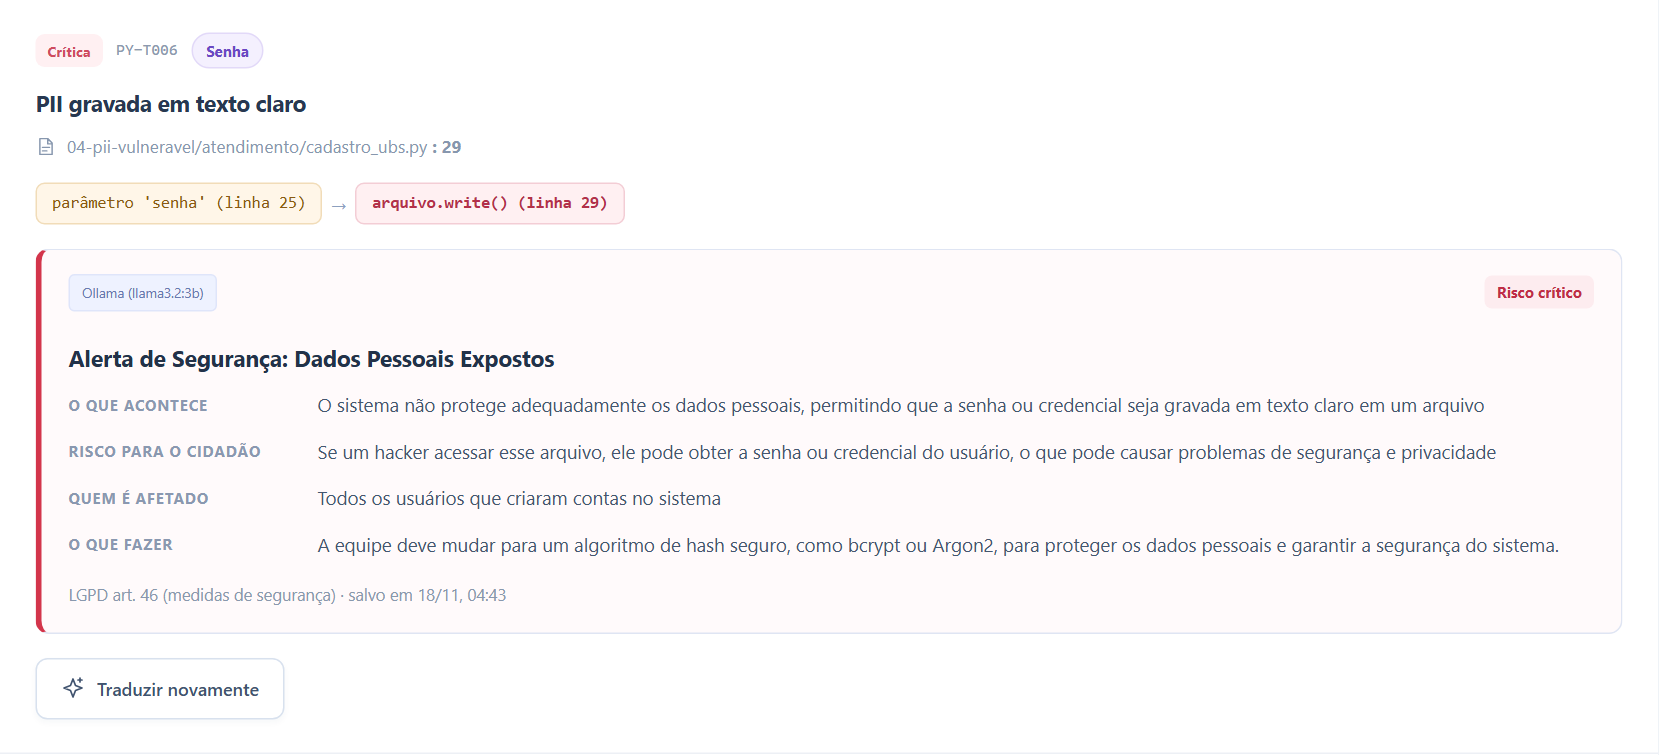 Crítica PY-T006 Senha
PII gravada em texto claro
04-pii-vulneravel/atendimento/cadastro_ubs.py : 29
parâmetro 'senha' (linha 25) → arquivo.write() (linha 29)
Ollama (llama3.2:3b) Risco crítico
Alerta de Segurança: Dados Pessoais Expostos
O QUE ACONTECE O sistema não protege adequadamente os dados pessoais, permitindo que a senha ou credencial seja gravada em texto claro em um arquivo
RISCO PARA O CIDADÃO Se um hacker acessar esse arquivo, ele pode obter a senha ou credencial do usuário, o que pode causar problemas de segurança e privacidade
QUEM É AFETADO Todos os usuários que criaram contas no sistema
O QUE FAZER A equipe deve mudar para um algoritmo de hash seguro, como bcrypt ou Argon2, para proteger os dados pessoais e garantir a segurança do sistema.
LGPD art. 46 (medidas de segurança) · salvo em 18/11, 04:43
Traduzir novamente